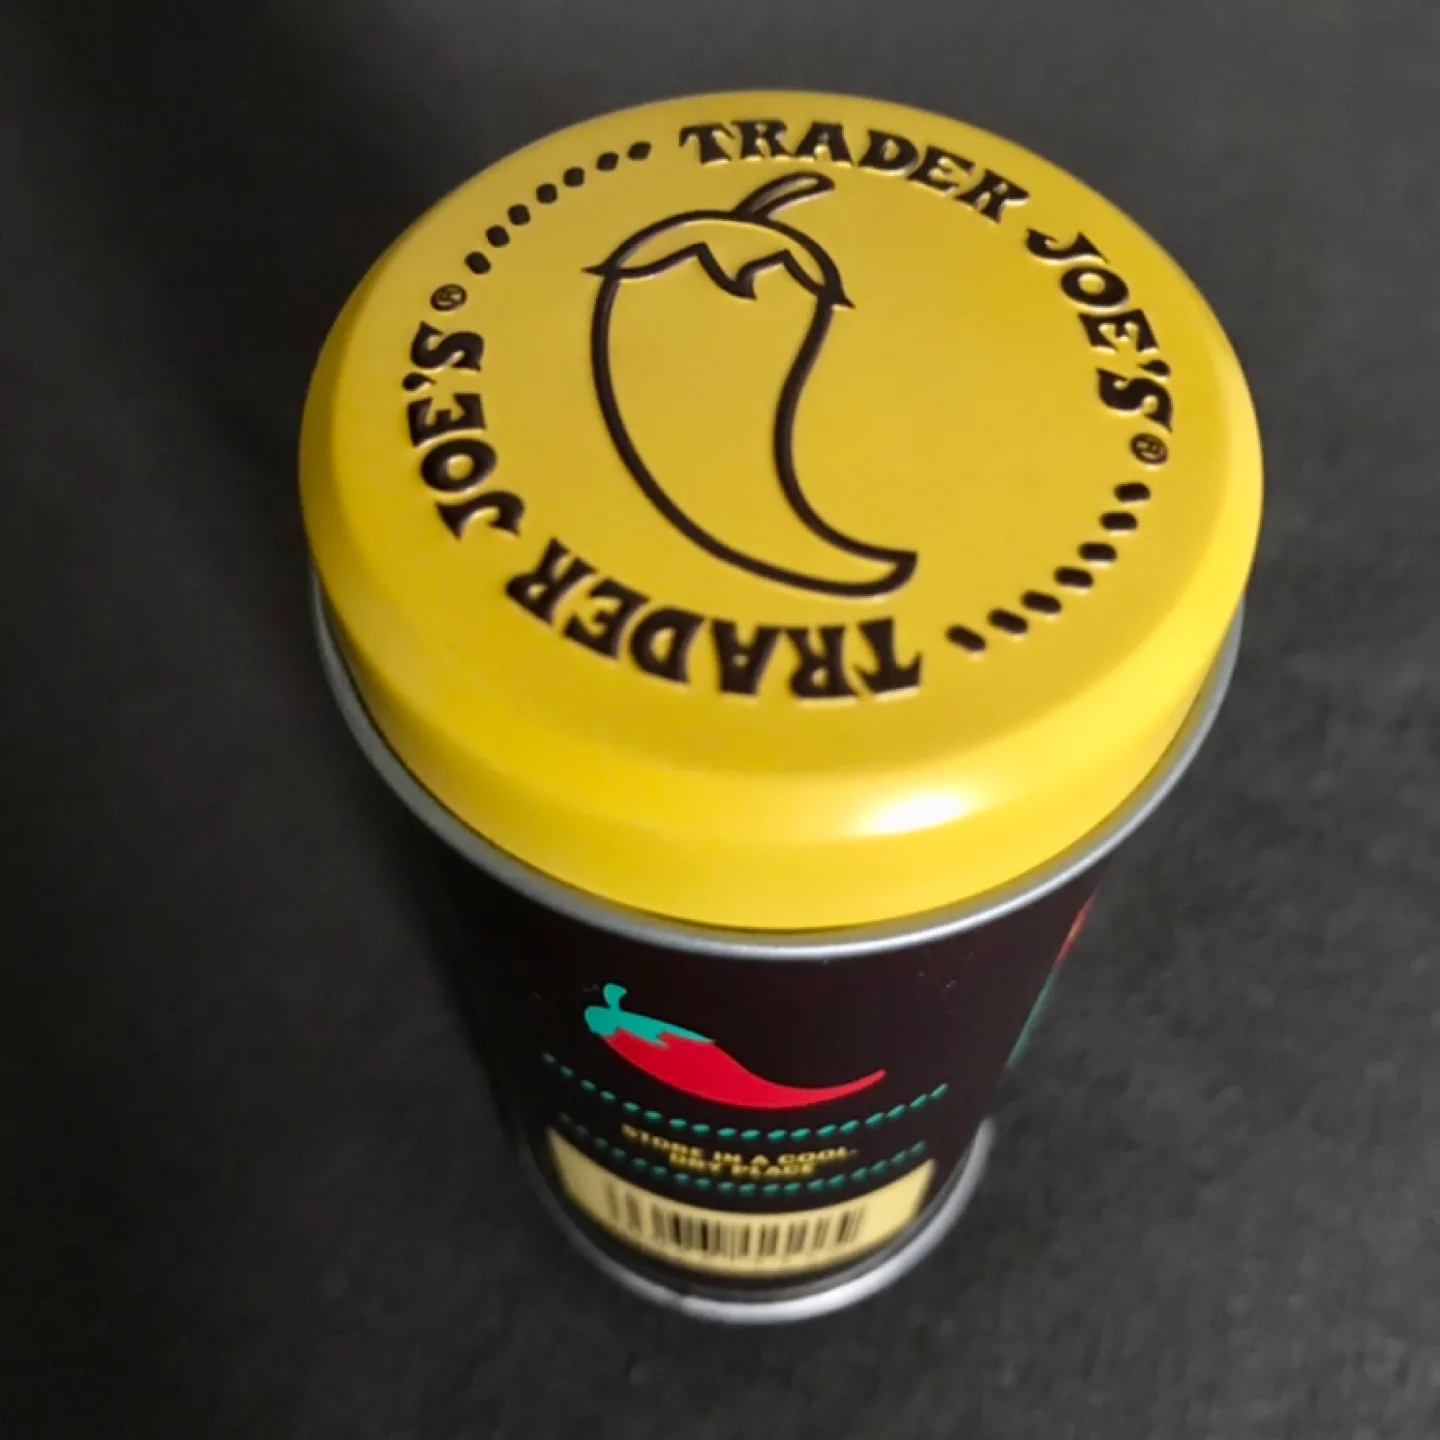 TRADER JOE'S®
TRADER JOE'S®
STORE IN A COOL,
DRY PLACE